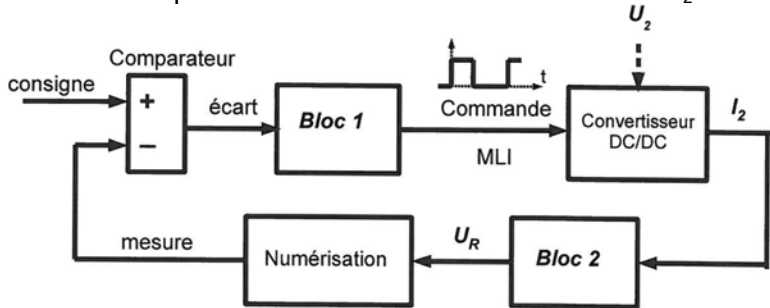 U2
Comparateur
consigne
+
t
écart
Bloc 1
Commande
Convertisseur
DC/DC
I2
−
MLI
mesure
Numérisation
UR
Bloc 2